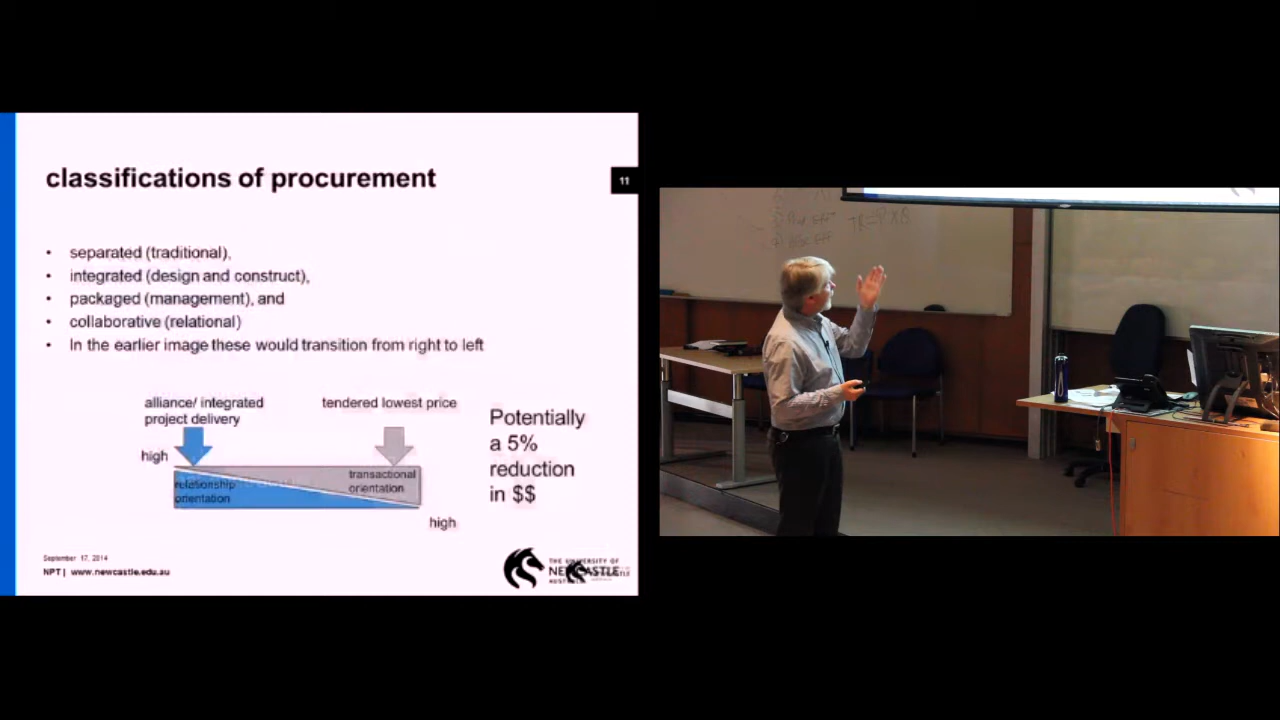 classifications of procurement
11
• separated (traditional),
• integrated (design and construct),
• packaged (management), and
• collaborative (relational)
• In the earlier image these would transition from right to left
alliance/ integrated
project delivery
tendered lowest price
high
relationship
orientation
transactional
orientation
high
Potentially
a 5%
reduction
in $$
September 17, 2014
NPT | www.newcastle.edu.au
THE UNIVERSITY OF
NEWCASTLE
AUSTRALIA